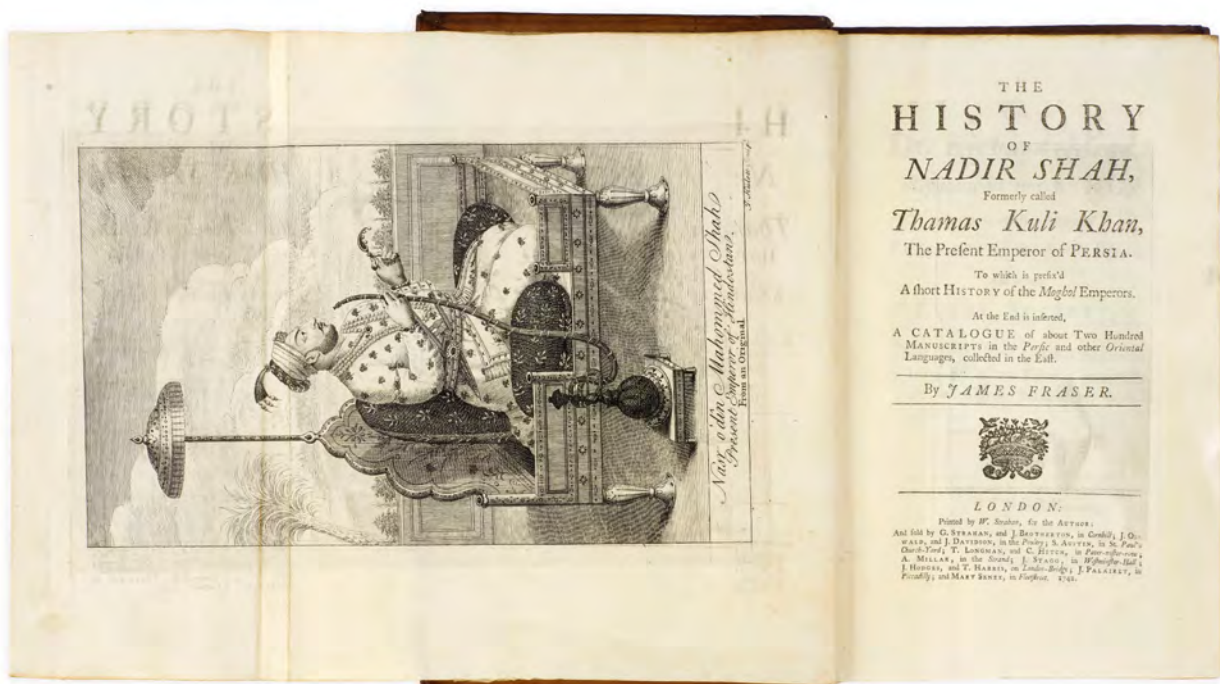 Nasr o'din Mahommed Shah
Present Emperor of Hindostan.
From an Original
THE
HISTORY
OF
NADIR SHAH,
Formerly called
Thamas Kuli Khan,
The Preſent Emperor of PERSIA.
To which is prefix'd
A ſhort HISTORY of the Moghol Emperors.
At the End is inſerted,
A CATALOGUE of about Two Hundred
MANUSCRIPTS in the Perſic and other Oriental
Languages, collected in the Eaſt.
By JAMES FRASER.
LONDON:
Printed by W. Strahan, for the AUTHOR;
And ſold by G. STRAHAN, and J. BROTHERTON, in Cornhill; J. OS-
WALD, and J. DAVIDSON, in the Poultry; S. AUSTEN, in St. Paul's
Church-Yard; T. LONGMAN, and C. HITCH, in Pater-noſter-row;
A. MILLAR, in the Strand; J. STAGG, in Weſtminſter-Hall;
J. HODGES, and T. HARRIS, on London-Bridge; J. PALAIRET, in
Piccadilly; and MARY SENEX, in Fleetſtreet. 1742.